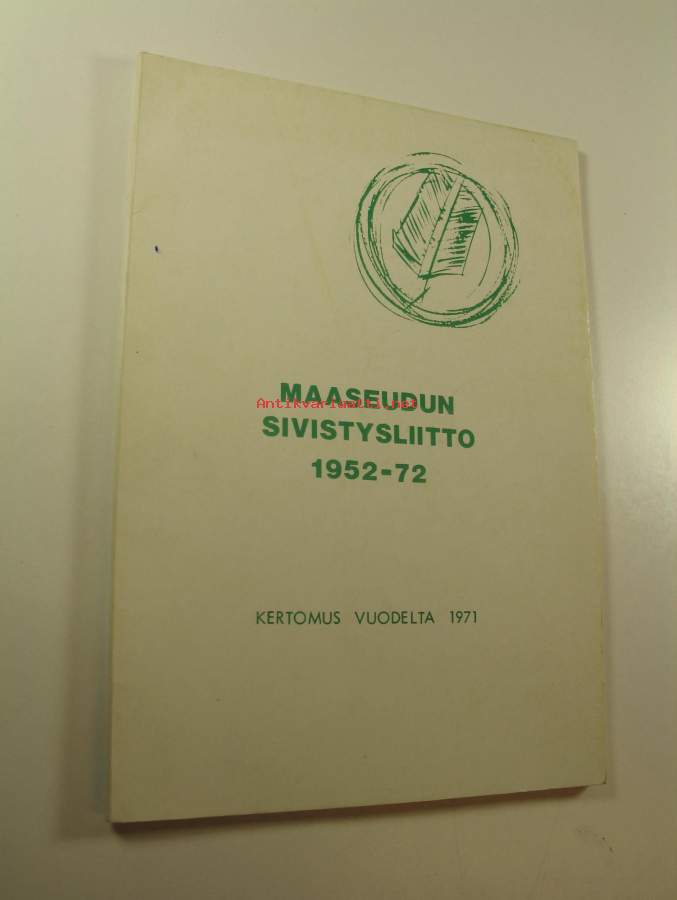 MAASEUDUN
Antikvariaatti.net
SIVISTYSLIITTO
1952-72
KERTOMUS VUODELTA 1971